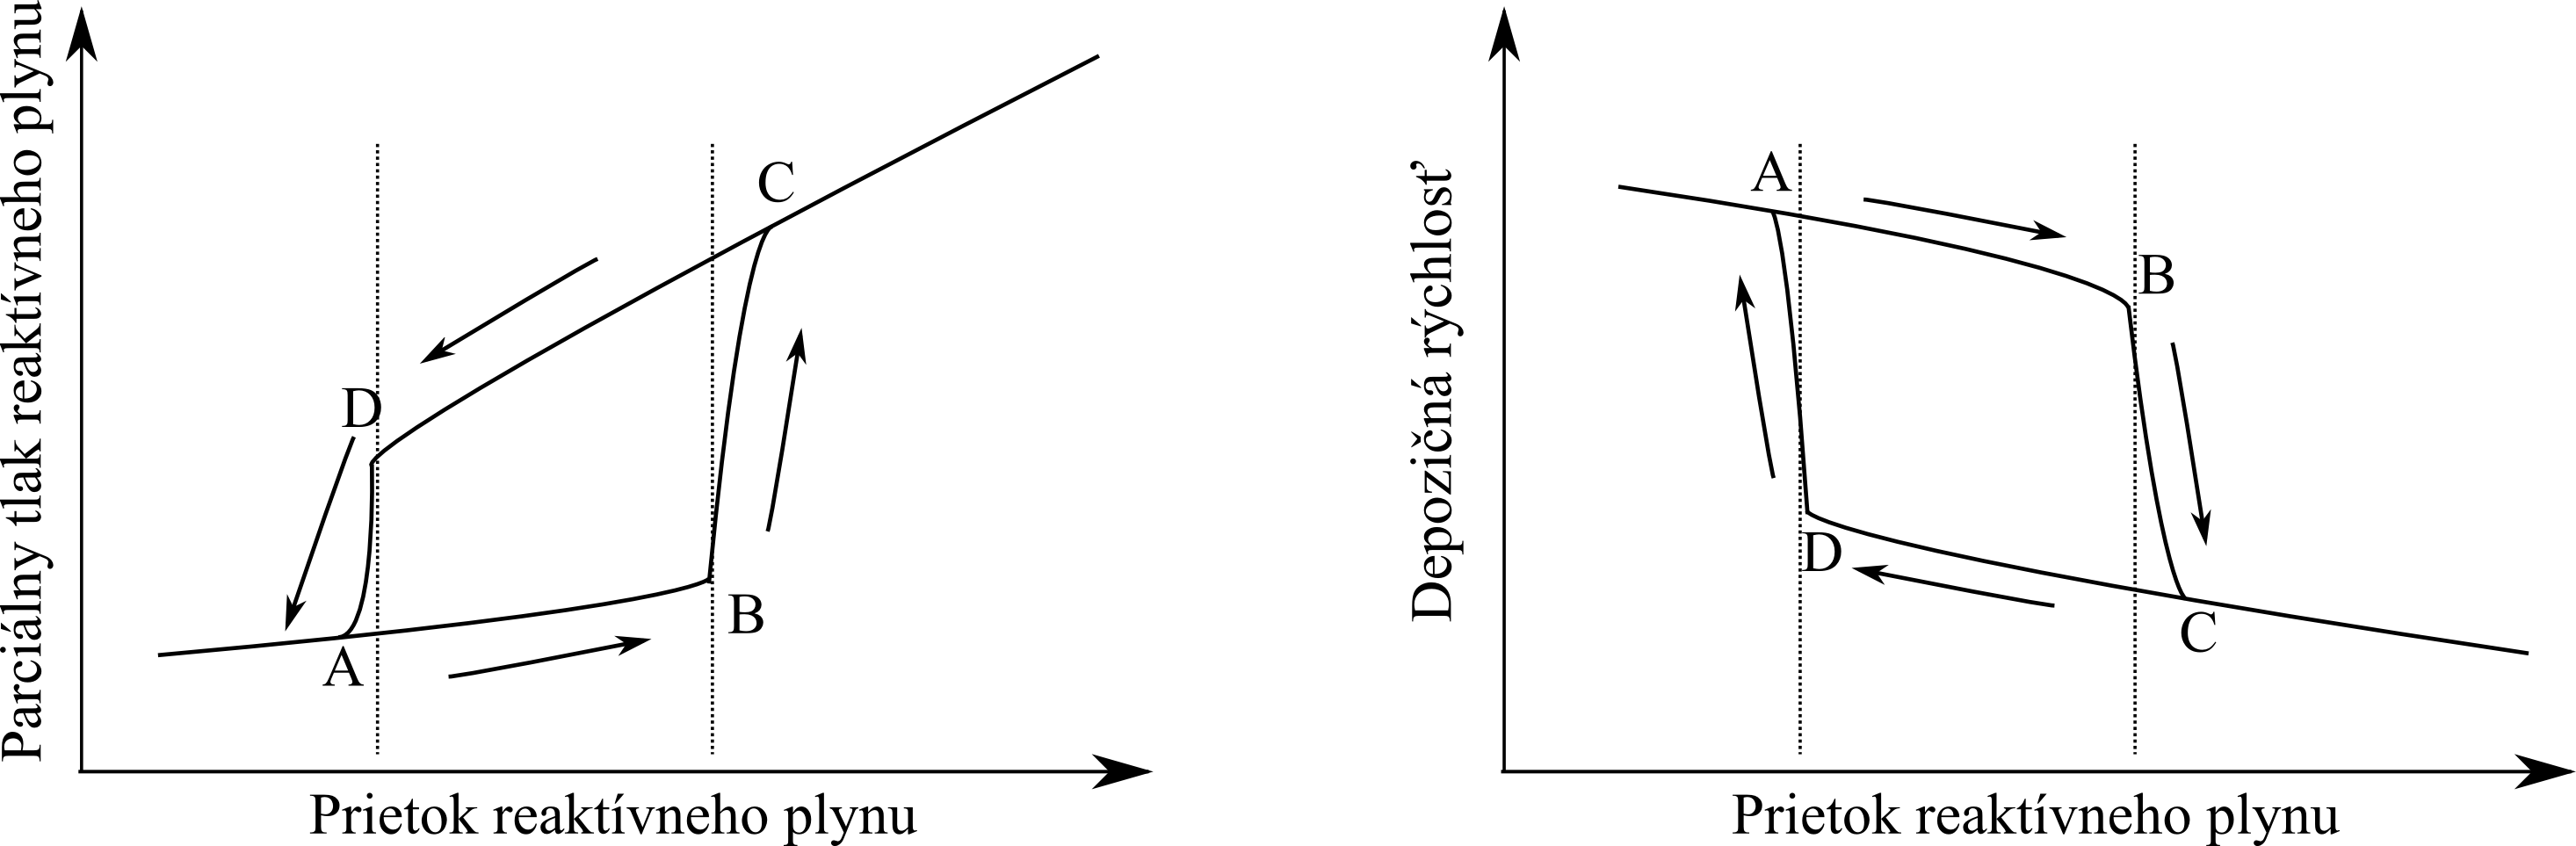 Parciálny tlak reaktívneho plynu
C
D
B
A
Prietok reaktívneho plynu
Depozičná rýchlosť
A
B
D
C
Prietok reaktívneho plynu